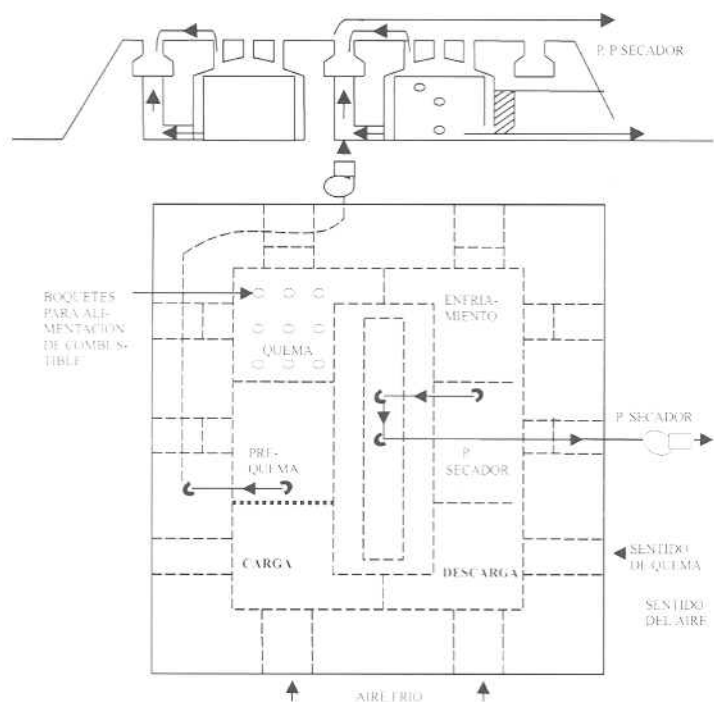 P. P SECADOR
BOQUETES
PARA ALI-
MENTACION
DE COMBUS-
TIBLE
QUEMA
ENFRIA-
MIENTO
P. SECADOR
PRE-
QUEMA
P
SECADOR
CARGA
DESCARGA
SENTIDO
DE QUEMA
SENTIDO
DEL AIRE
AIRE FRIO